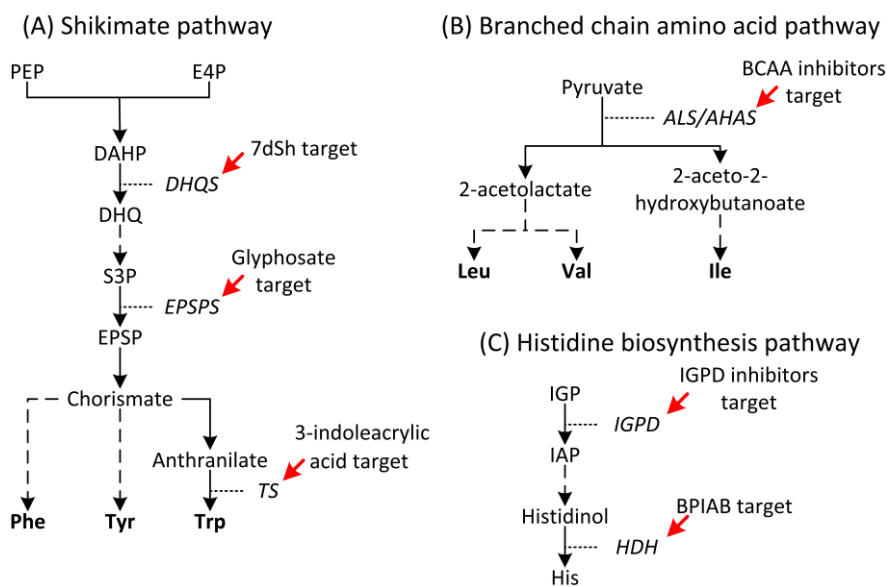 (A) Shikimate pathway
PEP
E4P
DAHP
7dSh target
DHQS
DHQ
S3P
Glyphosate
target
EPSPS
EPSP
Chorismate
3-indoleacrylic
acid target
Anthranilate
TS
Phe
Tyr
Trp
(B) Branched chain amino acid pathway
BCAA inhibitors
target
Pyruvate
ALS/AHAS
2-acetolactate
2-aceto-2-
hydroxybutanoate
Leu
Val
Ile
(C) Histidine biosynthesis pathway
IGPD inhibitors
target
IGP
IGPD
IAP
BPIAB target
Histidinol
HDH
His